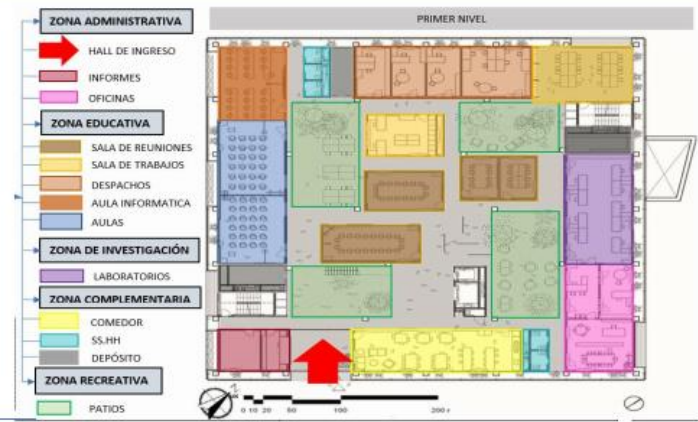 PRIMER NIVEL
ZONA ADMINISTRATIVA
HALL DE INGRESO
INFORMES
OFICINAS
ZONA EDUCATIVA
SALA DE REUNIONES
SALA DE TRABAJOS
DESPACHOS
AULA INFORMATICA
AULAS
ZONA DE INVESTIGACIÓN
LABORATORIOS
ZONA COMPLEMENTARIA
COMEDOR
SS.HH
DEPÓSITO
ZONA RECREATIVA
PATIOS
0 10 20 50 100 200 r